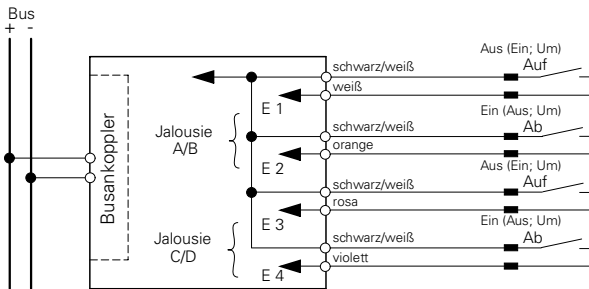 Bus
+ -
Busankoppler
Jalousie
A/B
Jalousie
C/D
E 1
E 2
E 3
E 4
schwarz/weiß
weiß
schwarz/weiß
orange
schwarz/weiß
rosa
schwarz/weiß
violett
Aus (Ein; Um)
Auf
Ein (Aus; Um)
Ab
Aus (Ein; Um)
Auf
Ein (Aus; Um)
Ab